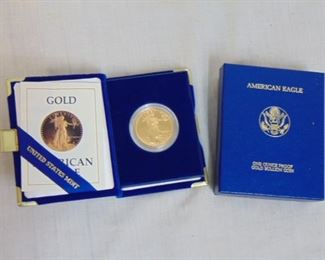 GOLD
UNITED STATES MINT
AMERICAN EAGLE
ONE OUNCE PROOF
GOLD BULLION COIN